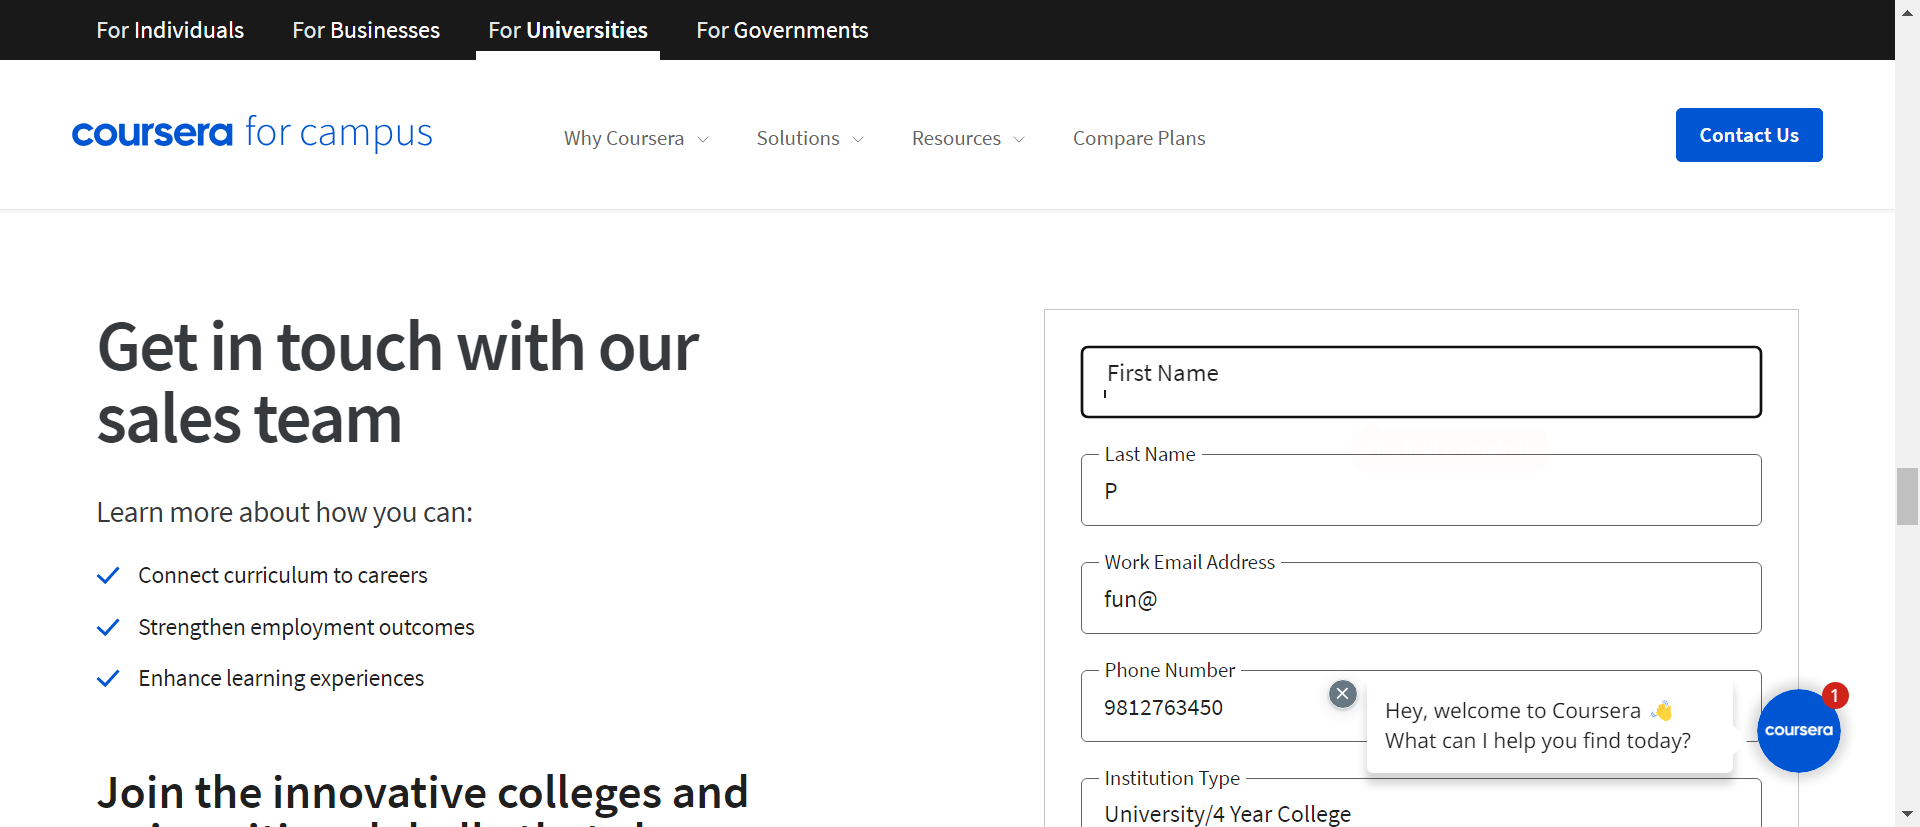 For Individuals
For Businesses
For Universities
For Governments
coursera for campus
Why Coursera
Solutions
Resources
Compare Plans
Contact Us
Get in touch with our
sales team
Learn more about how you can:
Connect curriculum to careers
Strengthen employment outcomes
Enhance learning experiences
Join the innovative colleges and
First Name
Last Name
P
Work Email Address
fun@
Phone Number
9812763450
Institution Type
University/4 Year College
Hey, welcome to Coursera 👋
What can I help you find today?
coursera
1